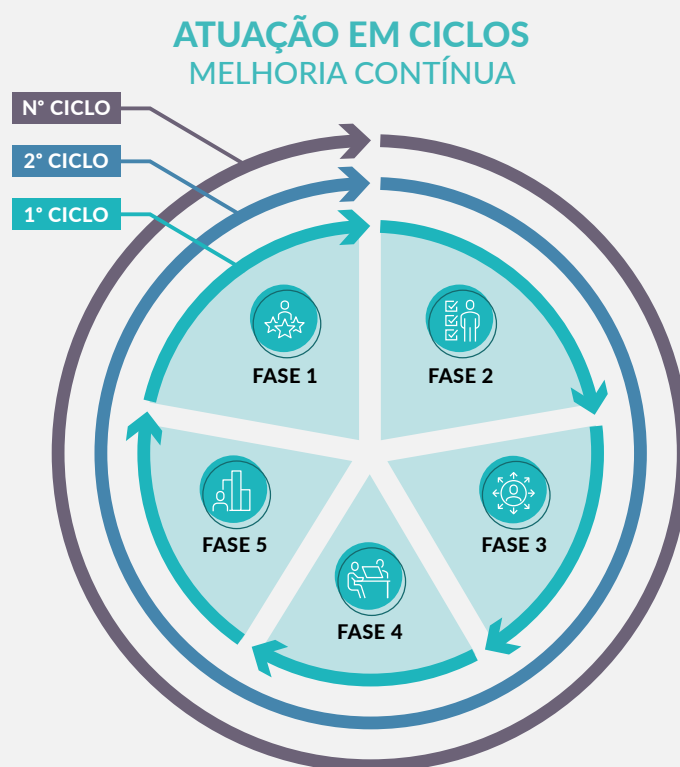 ATUAÇÃO EM CICLOS
MELHORIA CONTÍNUA
N° CICLO
2° CICLO
1° CICLO
FASE 1
FASE 2
FASE 3
FASE 4
FASE 5